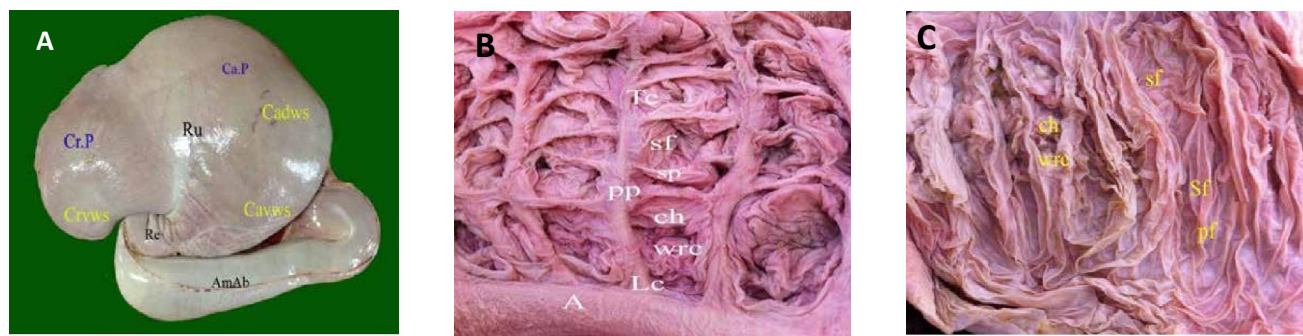 A
Ca.P
Cadws
Ru
Cr.P
Crvws
Cavws
Re
AmAb
B
Tc
sf
sp
pp
ch
wrc
Lc
A
C
sf
ch
wrc
Sf
pf